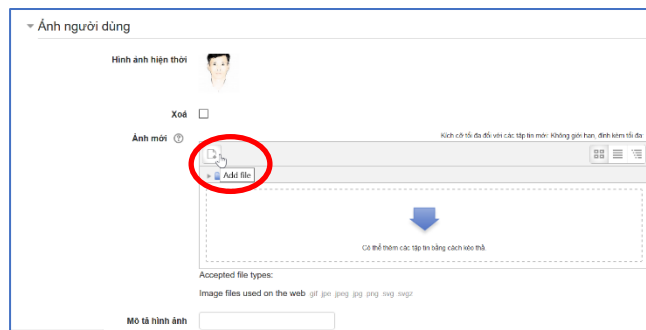 Ảnh người dùng
Hình ảnh hiện thời
Xoá
Ảnh mới
Kích cỡ tối đa đối với các tập tin mới: Không giới hạn, đính kèm tối đa:
Add file
Có thể thêm các tập tin bằng cách kéo thả.
Accepted file types:
Image files used on the web gif jpe jpeg jpg png svg svgz
Mô tả hình ảnh